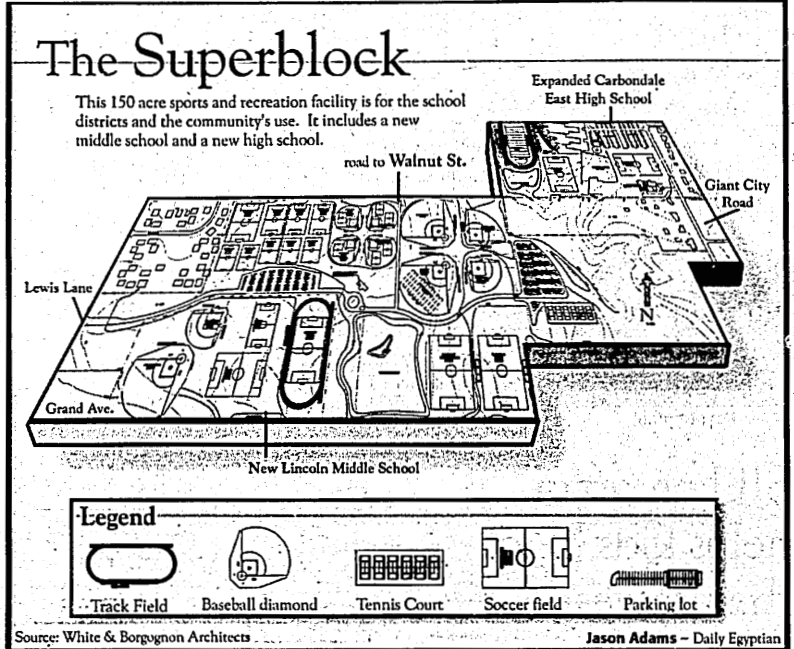 The Superblock
This 150 acre sports and recreation facility is for the school
districts and the community's use. It includes a new
middle school and a new high school.
Expanded Carbondale
East High School
road to Walnut St.
Giant City
Road
Lewis Lane
N
Grand Ave.
New Lincoln Middle School
Legend
Track Field
Baseball diamond
Tennis Court
Soccer field
Parking lot
Source: White & Borgognon Architects
Jason Adams – Daily Egyptian